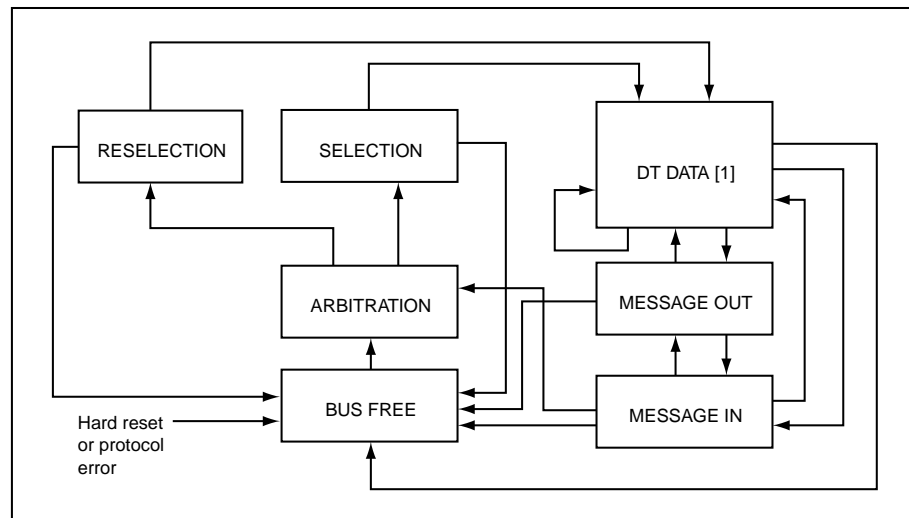 RESELECTION
SELECTION
DT DATA [1]
ARBITRATION
MESSAGE OUT
BUS FREE
MESSAGE IN
Hard reset
or protocol
error